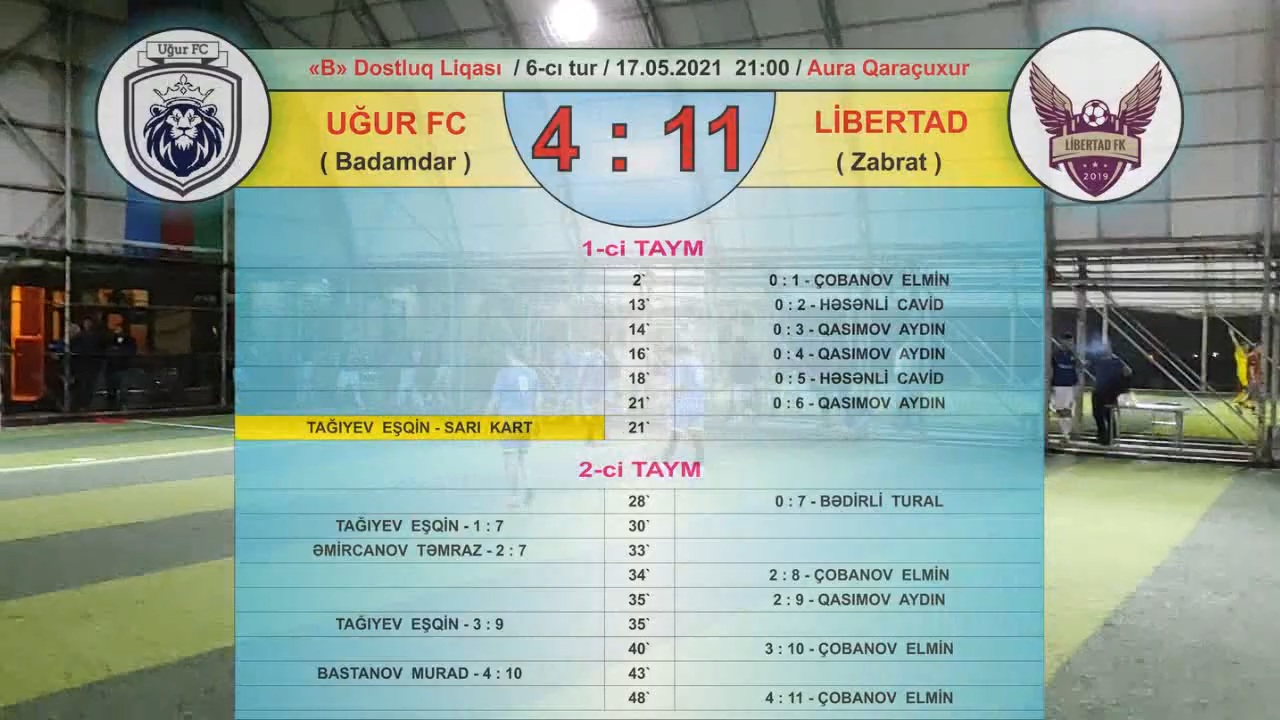 Uğur FC
«B» Dostluq Liqası / 6-cı tur / 17.05.2021 21:00 / Aura Qaraçuxur
UĞUR FC 4 : 11 LİBERTAD
( Badamdar ) ( Zabrat )
LİBERTAD FK
2019
1-ci TAYM
2` 0 : 1 - ÇOBANOV ELMİN
13` 0 : 2 - HƏSƏNLİ CAVİD
14` 0 : 3 - QASIMOV AYDIN
16` 0 : 4 - QASIMOV AYDIN
18` 0 : 5 - HƏSƏNLİ CAVİD
21` 0 : 6 - QASIMOV AYDIN
TAĞIYEV EŞQİN - SARI KART 21`
2-ci TAYM
28` 0 : 7 - BƏDİRLİ TURAL
TAĞIYEV EŞQİN - 1 : 7 30`
ƏMİRCANOV TƏMRAZ - 2 : 7 33`
34` 2 : 8 - ÇOBANOV ELMİN
35` 2 : 9 - QASIMOV AYDIN
TAĞIYEV EŞQİN - 3 : 9 35`
40` 3 : 10 - ÇOBANOV ELMİN
BASTANOV MURAD - 4 : 10 43`
48` 4 : 11 - ÇOBANOV ELMİN